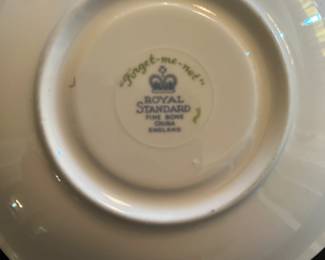 "Forget-me-not"
ROYAL
STANDARD
FINE BONE
CHINA
ENGLAND